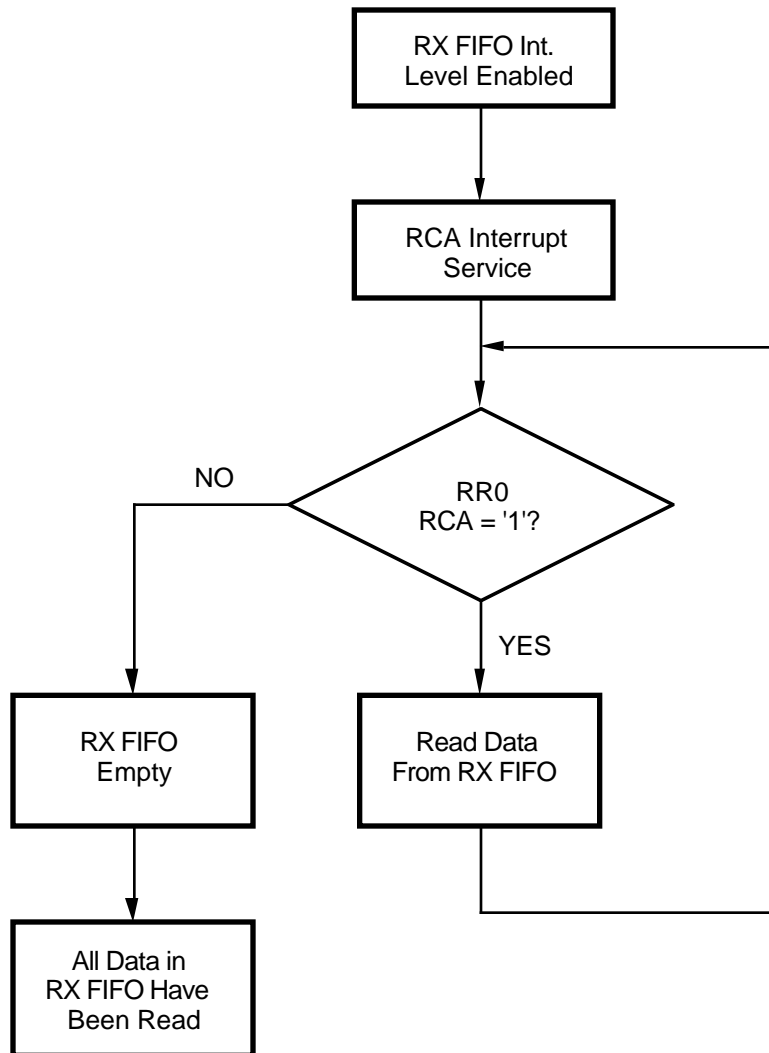 RX FIFO Int.
Level Enabled
RCA Interrupt
Service
RR0
RCA = '1'?
NO
YES
RX FIFO
Empty
Read Data
From RX FIFO
All Data in
RX FIFO Have
Been Read